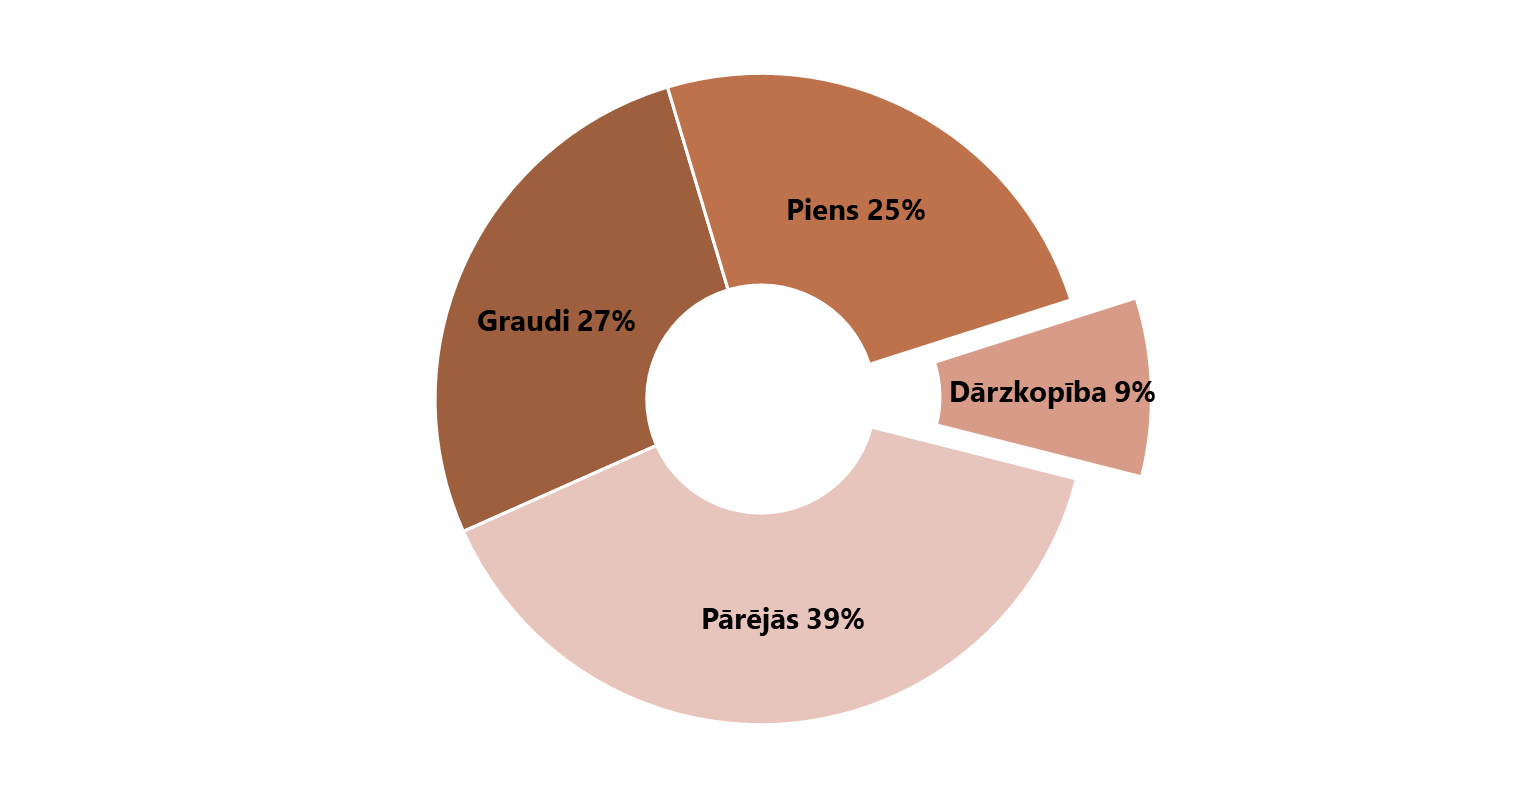 Piens 25%
Graudi 27%
Dārzkopība 9%
Pārējās 39%